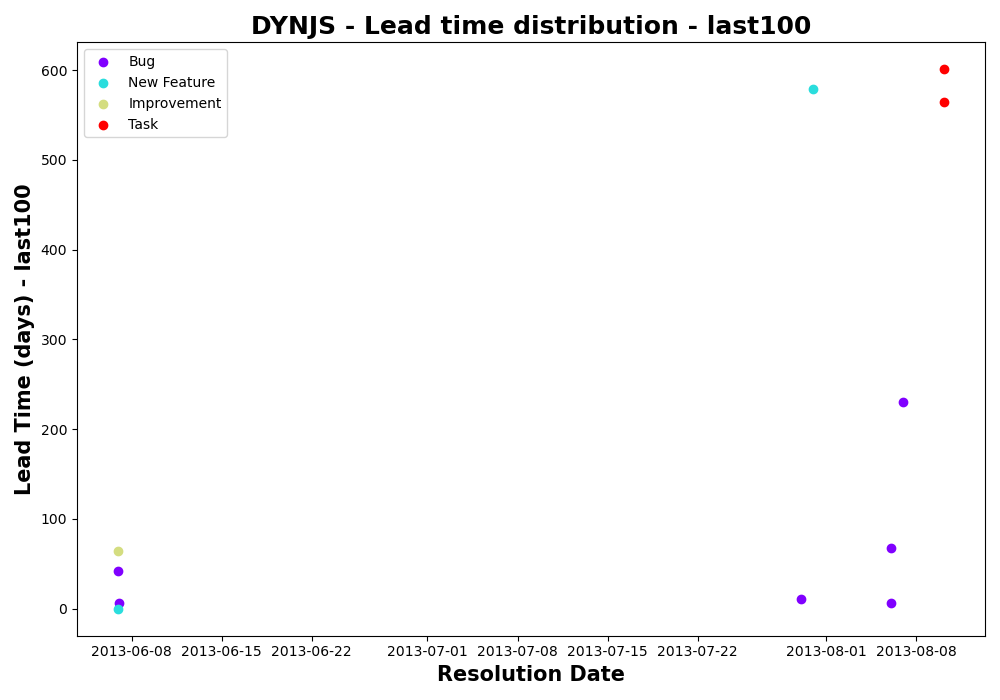 DYNJS - Lead time distribution - last100
Bug
New Feature
Improvement
Task
Lead Time (days) - last100
600
500
400
300
200
100
0
2013-06-08
2013-06-15
2013-06-22
2013-07-01
2013-07-08
2013-07-15
2013-07-22
2013-08-01
2013-08-08
Resolution Date